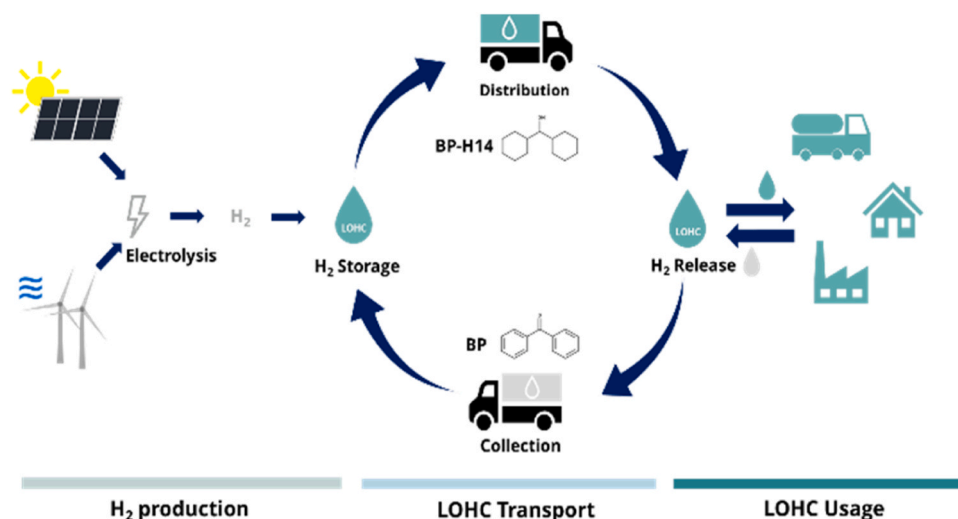 Distribution
BP-H14
Electrolysis
H₂
LOHC
H₂ Storage
LOHC
H₂ Release
BP
Collection
H₂ production
LOHC Transport
LOHC Usage